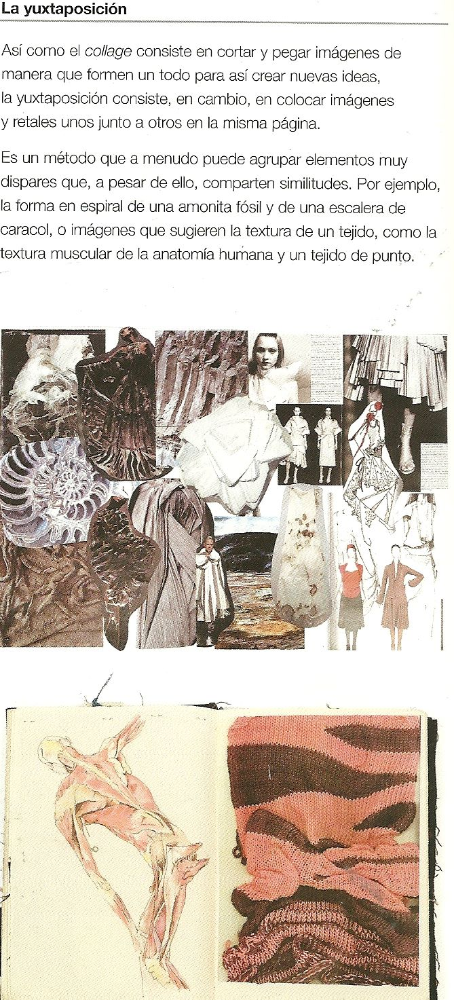 La yuxtaposición
Así como el collage consiste en cortar y pegar imágenes de
manera que formen un todo para así crear nuevas ideas,
la yuxtaposición consiste, en cambio, en colocar imágenes
y retales unos junto a otros en la misma página.
Es un método que a menudo puede agrupar elementos muy
dispares que, a pesar de ello, comparten similitudes. Por ejemplo,
la forma en espiral de una amonita fósil y de una escalera de
caracol, o imágenes que sugieren la textura de un tejido, como la
textura muscular de la anatomía humana y un tejido de punto.